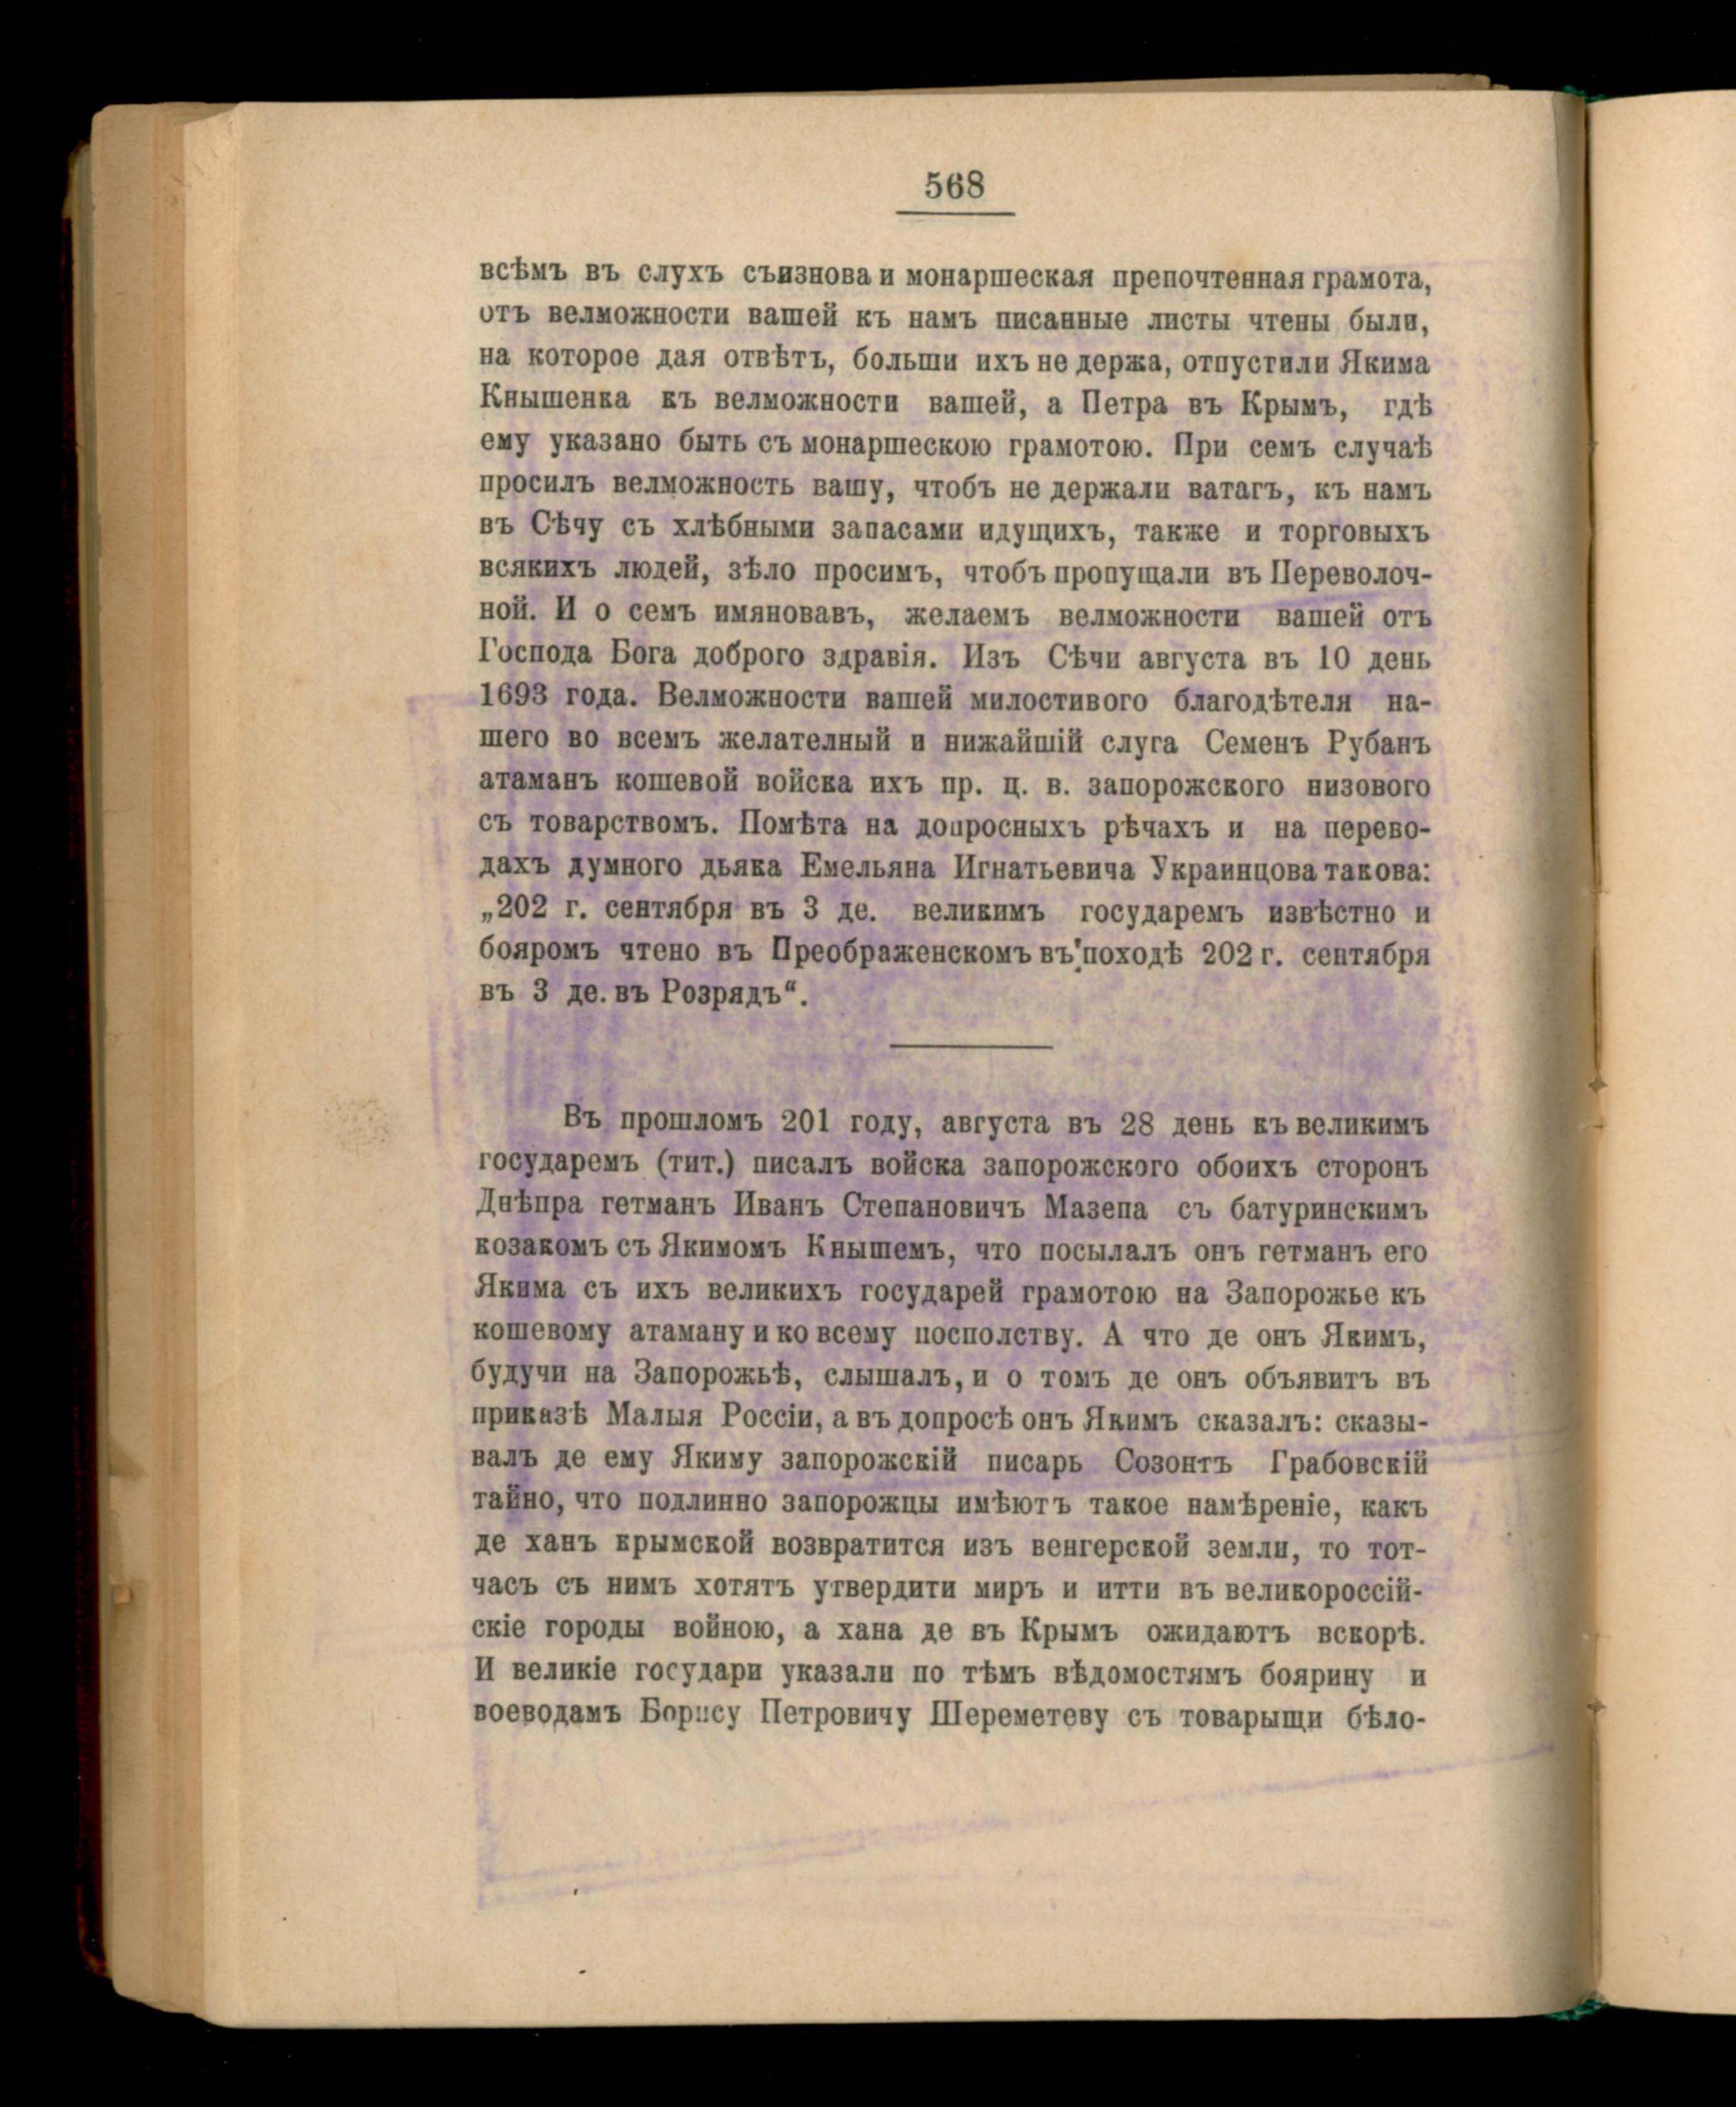 568
всѣмъ въ слухъ съизнова и монаршеская препочтенная грамота,
отъ велможности вашей къ намъ писанные листы чтены были,
на которое дая отвѣтъ, больши ихъ не держа, отпустили Якима
Кнышенка къ велможности вашей, а Петра въ Крымъ, гдѣ
ему указано быть съ монаршескою грамотою. При семъ случаѣ
просилъ велможность вашу, чтобъ не держали ватагъ, къ намъ
въ Сѣчу съ хлѣбными запасами идущихъ, также и торговыхъ
всякихъ людей, зѣло просимъ, чтобъ пропущали въ Переволоч-
ной. И о семъ имяновавъ, желаемъ велможности вашей отъ
Господа Бога доброго здравія. Изъ Сѣчи августа въ 10 день
1693 года. Велможности вашей милостивого благодѣтеля на-
шего во всемъ желателный и нижайшій слуга Семенъ Рубанъ
атаманъ кошевой войска ихъ пр. ц. в. запорожского низового
съ товарствомъ. Помѣта на допросныхъ рѣчахъ и на перево-
дахъ думного дьяка Емельяна Игнатьевича Украинцова такова:
„202 г. сентября въ 3 де. великимъ государемъ извѣстно и
бояромъ чтено въ Преображенскомъ въ походѣ 202 г. сентября
въ 3 де. въ Розрядъ“.
Въ прошломъ 201 году, августа въ 28 день къ великимъ
государемъ (тит.) писалъ войска запорожского обоихъ сторонъ
Днѣпра гетманъ Иванъ Степановичъ Мазепа съ батуринскимъ
козакомъ съ Якимомъ Кнышемъ, что посылалъ онъ гетманъ его
Якима съ ихъ великихъ государей грамотою на Запорожье къ
кошевому атаману и ко всему посполству. А что де онъ Якимъ,
будучи на Запорожьѣ, слышалъ, и о томъ де онъ объявитъ въ
приказѣ Малыя Россіи, а въ допросѣ онъ Якимъ сказалъ: сказы-
валъ де ему Якиму запорожскій писарь Созонтъ Грабовскій
тайно, что подлинно запорожцы имѣютъ такое намѣреніе, какъ
де ханъ крымской возвратится изъ венгерской земли, то тот-
часъ съ нимъ хотятъ утвердити миръ и итти въ великороссій-
скіе городы войною, а хана де въ Крымъ ожидаютъ вскорѣ.
И великіе государи указали по тѣмъ вѣдомостямъ боярину и
воеводамъ Борису Петровичу Шереметеву съ товарыщи бѣло-